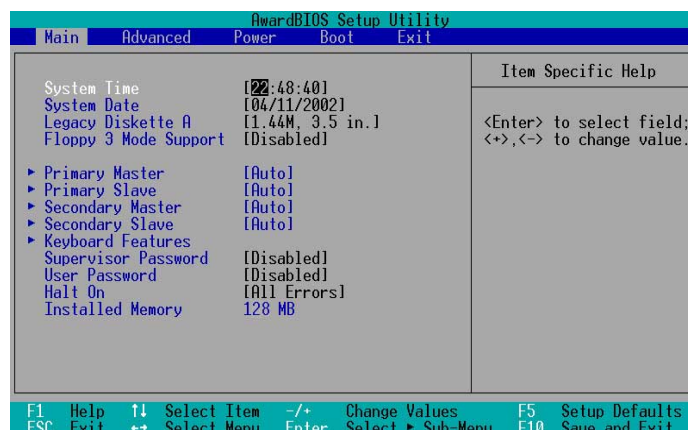 AwardBIOS Setup Utility
Main Advanced Power Boot Exit
Item Specific Help
System Time [22:48:40]
System Date [04/11/2002]
Legacy Diskette A [1.44M, 3.5 in.]
Floppy 3 Mode Support [Disabled]
<Enter> to select field;
<+>,<-> to change value.
▸ Primary Master [Auto]
▸ Primary Slave [Auto]
▸ Secondary Master [Auto]
▸ Secondary Slave [Auto]
▸ Keyboard Features
Supervisor Password [Disabled]
User Password [Disabled]
Halt On [All Errors]
Installed Memory 128 MB
F1 Help ↑↓ Select Item -/+ Change Values F5 Setup Defaults
ESC Exit ↔ Select Menu Enter Select ▸ Sub-Menu F10 Save and Exit